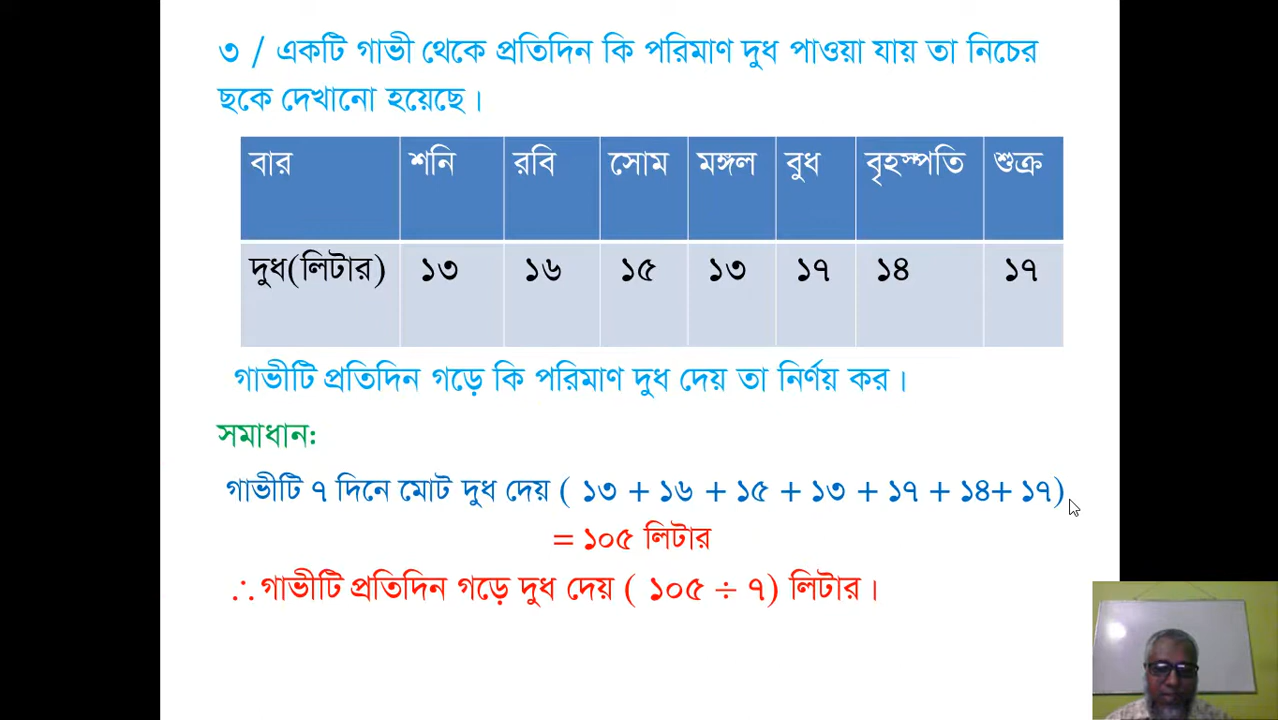 ৩ / একটি গাভী থেকে প্রতিদিন কি পরিমাণ দুধ পাওয়া যায় তা নিচের
ছকে দেখানো হয়েছে।
বার শনি রবি সোম মঙ্গল বুধ বৃহস্পতি শুক্র
দুধ(লিটার) ১৩ ১৬ ১৫ ১৩ ১৭ ১৪ ১৭
গাভীটি প্রতিদিন গড়ে কি পরিমাণ দুধ দেয় তা নির্ণয় কর।
সমাধান:
গাভীটি ৭ দিনে মোট দুধ দেয় ( ১৩ + ১৬ + ১৫ + ১৩ + ১৭ + ১৪+ ১৭)
= ১০৫ লিটার
∴ গাভীটি প্রতিদিন গড়ে দুধ দেয় ( ১০৫ ÷ ৭) লিটার।